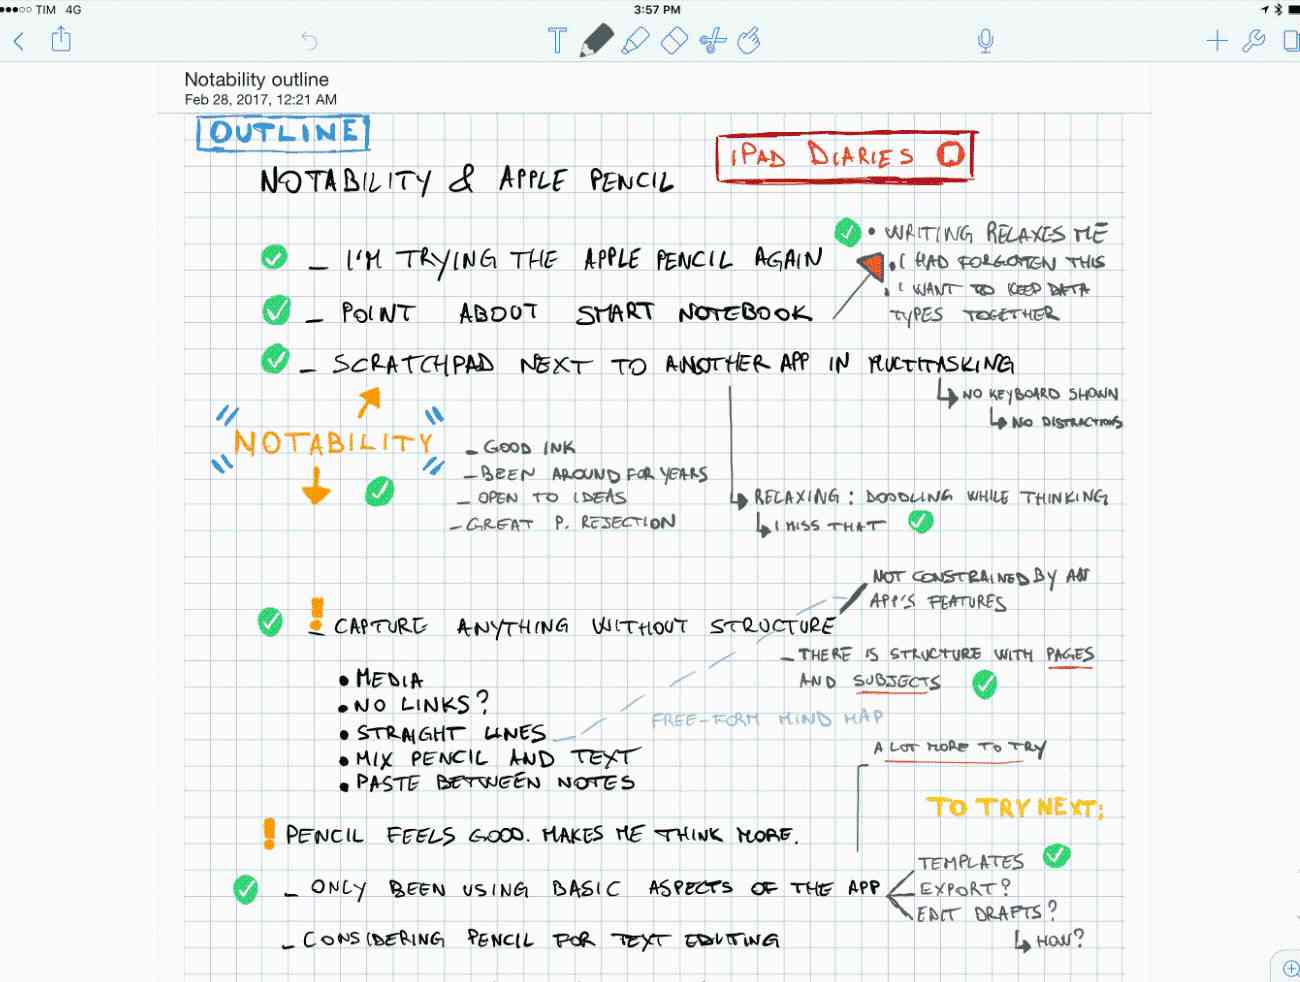 TIM 4G
3:57 PM
T
Notability outline
Feb 28, 2017, 12:21 AM
OUTLINE
iPAD DIARIES
NOTABILITY & APPLE PENCIL
• WRITING RELAXES ME
• I HAD FORGOTTEN THIS
• I WANT TO KEEP DATA
TYPES TOGETHER
– I'M TRYING THE APPLE PENCIL AGAIN
– POINT ABOUT SMART NOTEBOOK
– SCRATCHPAD NEXT TO ANOTHER APP IN MULTITASKING
NO KEYBOARD SHOWN
NO DISTRACTIONS
NOTABILITY
– GOOD INK
– BEEN AROUND FOR YEARS
– OPEN TO IDEAS
– GREAT P. REJECTION
RELAXING: DOODLING WHILE THINKING
I MISS THAT
NOT CONSTRAINED BY AN
APP'S FEATURES
! – CAPTURE ANYTHING WITHOUT STRUCTURE
– THERE IS STRUCTURE WITH PAGES
AND SUBJECTS
• MEDIA
• NO LINKS?
• STRAIGHT LINES
• MIX PENCIL AND TEXT
• PASTE BETWEEN NOTES
FREE-FORM MIND MAP
A LOT MORE TO TRY
TO TRY NEXT:
! PENCIL FEELS GOOD. MAKES ME THINK MORE.
– ONLY BEEN USING BASIC ASPECTS OF THE APP
TEMPLATES
EXPORT?
EDIT DRAFTS?
HOW?
– CONSIDERING PENCIL FOR TEXT EDITING